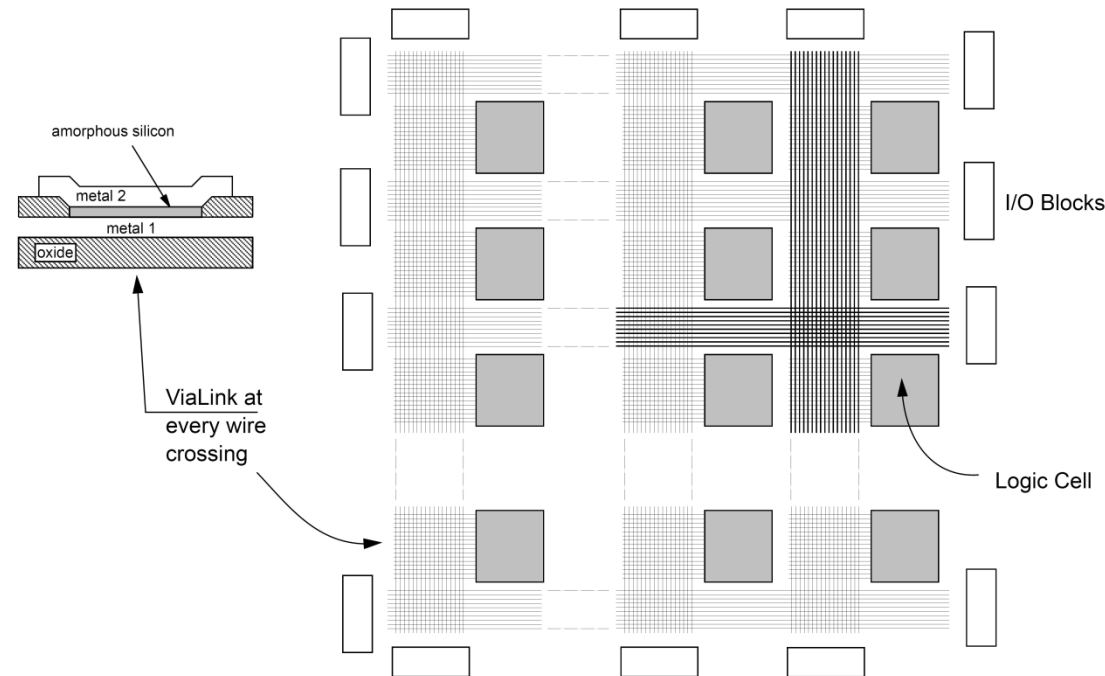 amorphous silicon
metal 2
metal 1
oxide
I/O Blocks
ViaLink at
every wire
crossing
Logic Cell